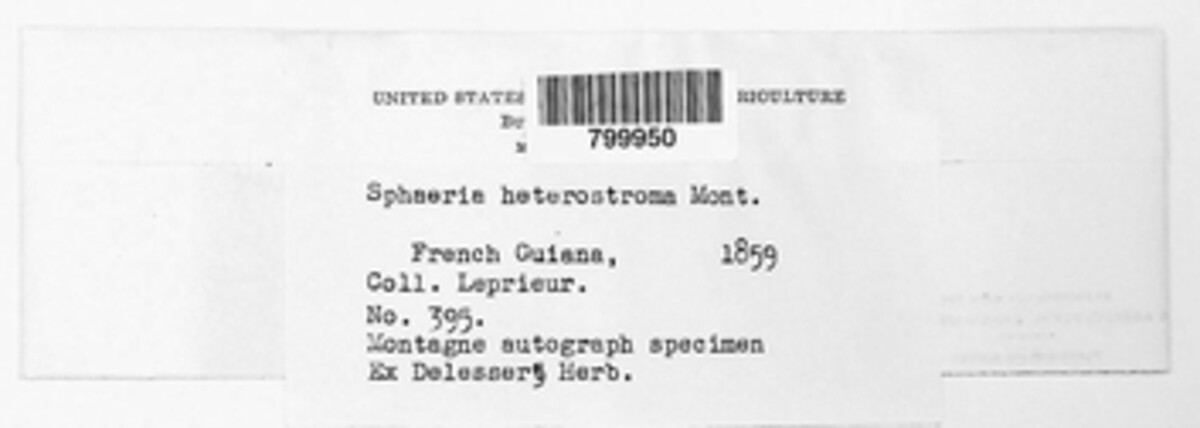 UNITED STATES RICULTURE
799950
Sphaeria heterostroma Mont.
French Guiana, 1859
Coll. Leprieur.
No. 395.
Montagne autograph specimen
Ex Delessert Herb.